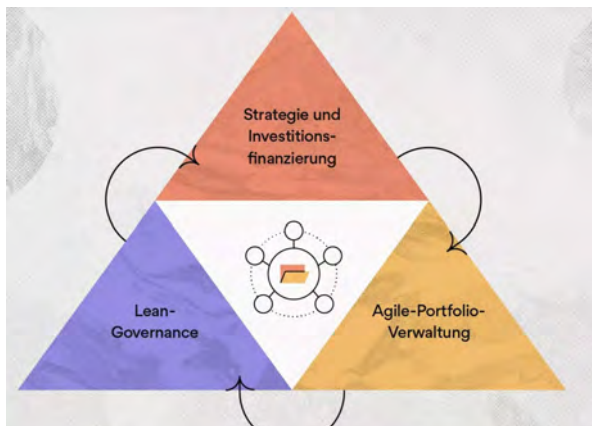 Strategie und
Investitions-
finanzierung
Lean-
Governance
Agile-Portfolio-
Verwaltung